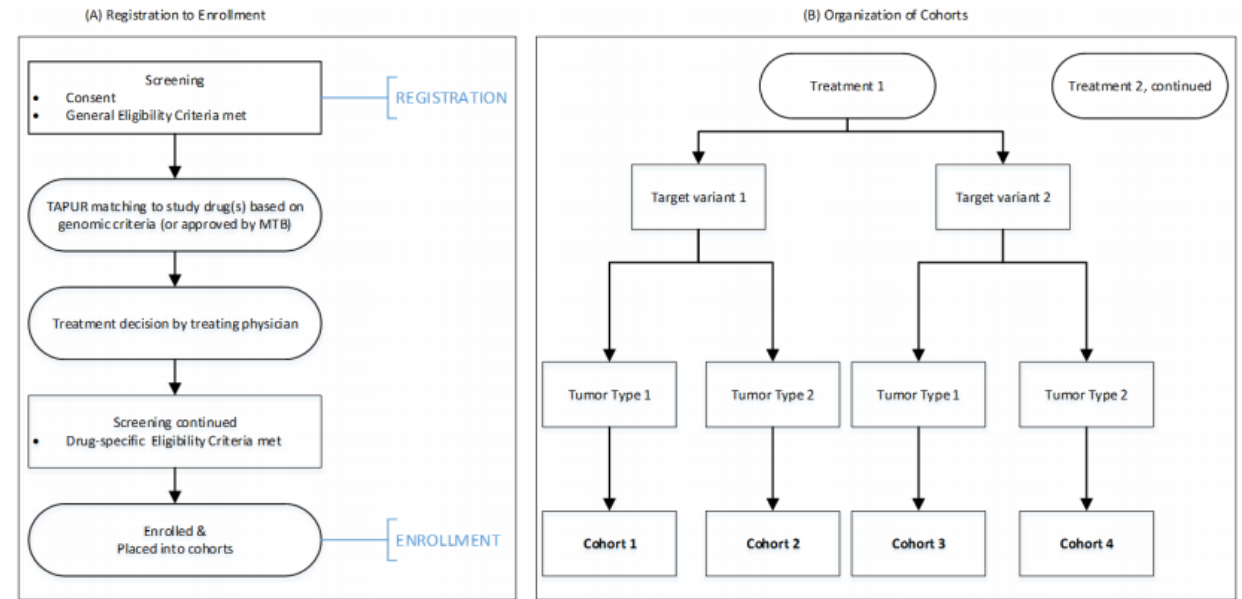 (A) Registration to Enrollment
Screening
• Consent
• General Eligibility Criteria met
REGISTRATION
TAPUR matching to study drug(s) based on
genomic criteria (or approved by MTB)
Treatment decision by treating physician
Screening continued
• Drug-specific Eligibility Criteria met
Enrolled &
Placed into cohorts
ENROLLMENT
(B) Organization of Cohorts
Treatment 1
Treatment 2, continued
Target variant 1
Target variant 2
Tumor Type 1
Tumor Type 2
Tumor Type 1
Tumor Type 2
Cohort 1
Cohort 2
Cohort 3
Cohort 4